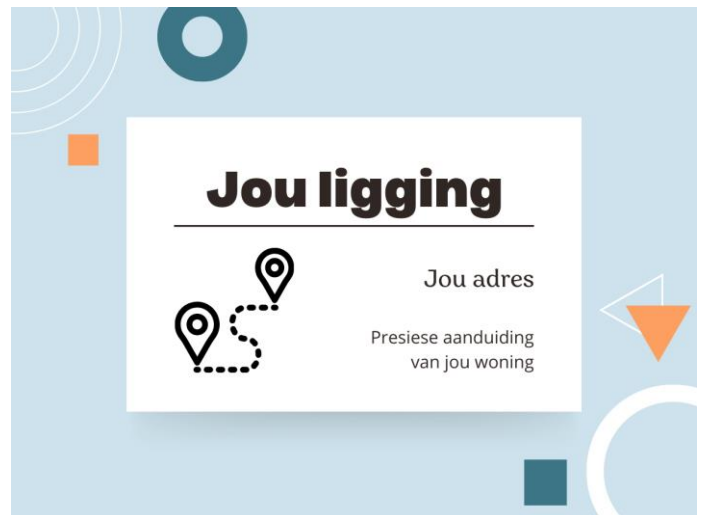 Jou ligging
Jou adres
Presiese aanduiding
van jou woning